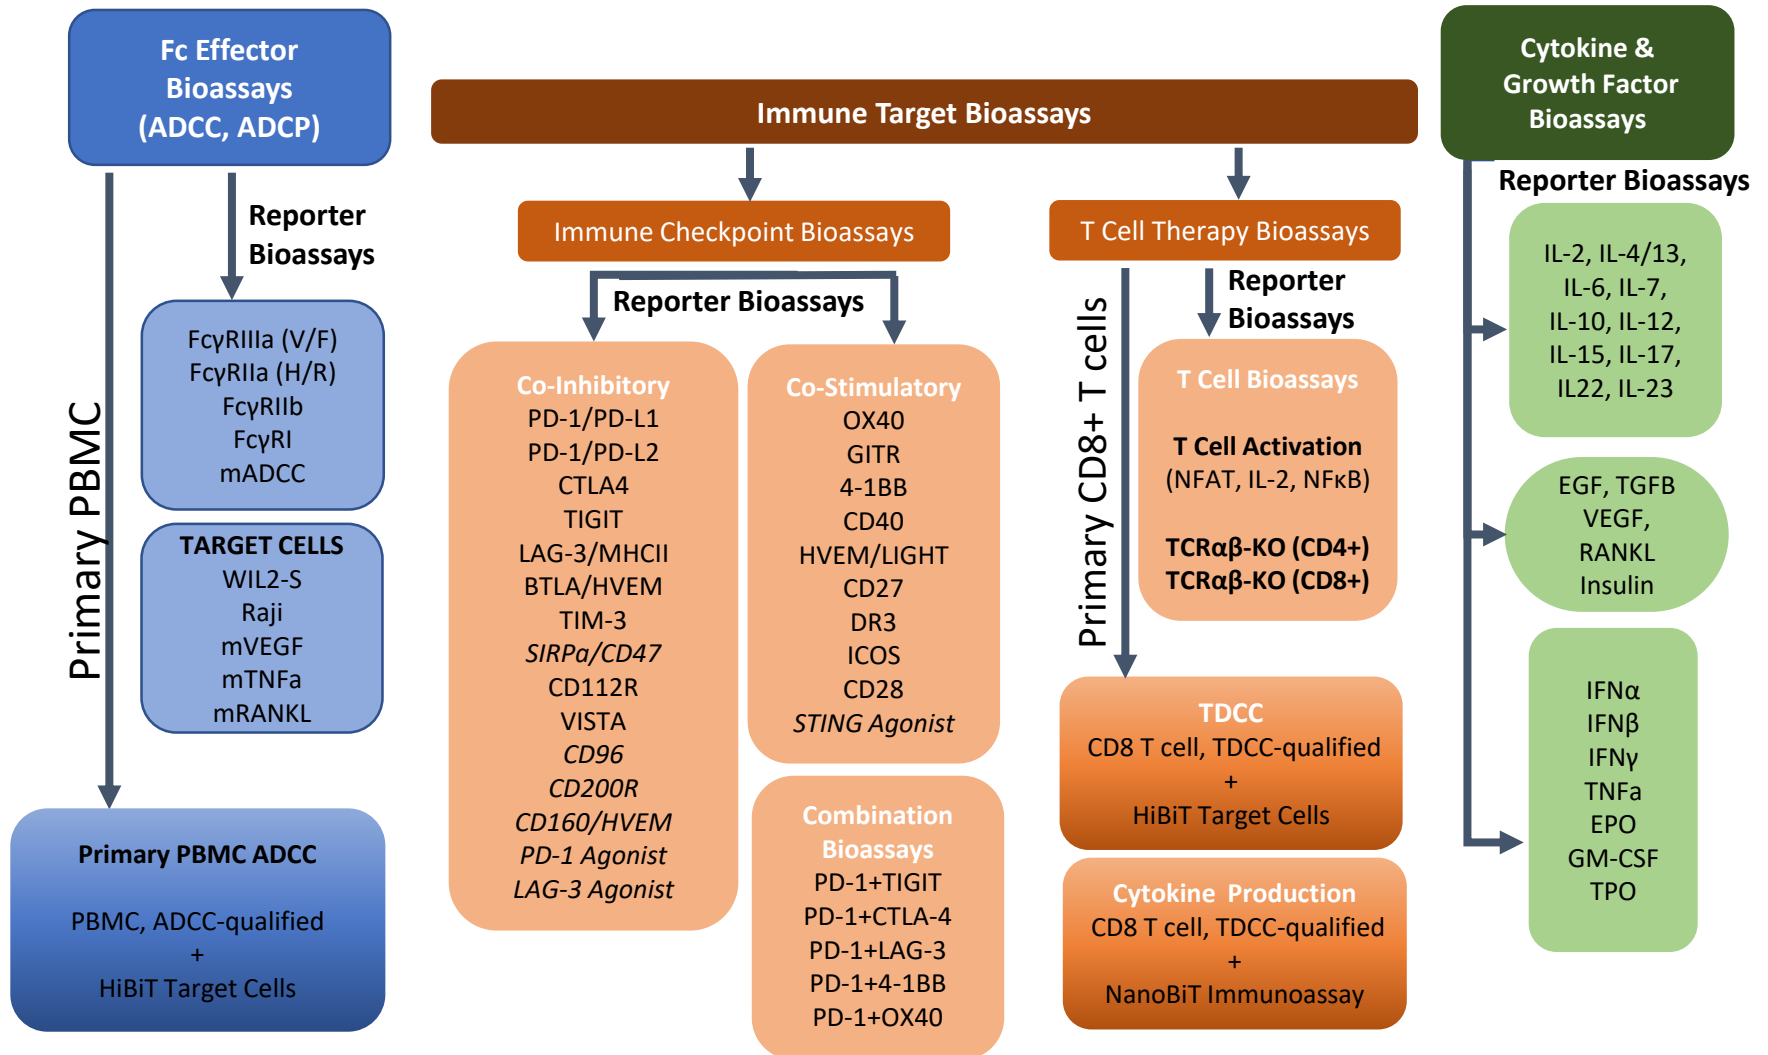 Fc Effector
Bioassays
(ADCC, ADCP)
Primary PBMC
Reporter
Bioassays
FcγRIIIa (V/F)
FcγRIIa (H/R)
FcγRIIb
FcγRI
mADCC
TARGET CELLS
WIL2-S
Raji
mVEGF
mTNFa
mRANKL
Primary PBMC ADCC
PBMC, ADCC-qualified
+
HiBiT Target Cells
Immune Target Bioassays
Immune Checkpoint Bioassays
Reporter Bioassays
Co-Inhibitory
PD-1/PD-L1
PD-1/PD-L2
CTLA4
TIGIT
LAG-3/MHCII
BTLA/HVEM
TIM-3
SIRPa/CD47
CD112R
VISTA
CD96
CD200R
CD160/HVEM
PD-1 Agonist
LAG-3 Agonist
Co-Stimulatory
OX40
GITR
4-1BB
CD40
HVEM/LIGHT
CD27
DR3
ICOS
CD28
STING Agonist
Combination
Bioassays
PD-1+TIGIT
PD-1+CTLA-4
PD-1+LAG-3
PD-1+4-1BB
PD-1+OX40
T Cell Therapy Bioassays
Primary CD8+ T cells
Reporter
Bioassays
T Cell Bioassays
T Cell Activation
(NFAT, IL-2, NFκB)
TCRαβ-KO (CD4+)
TCRαβ-KO (CD8+)
TDCC
CD8 T cell, TDCC-qualified
+
HiBiT Target Cells
Cytokine Production
CD8 T cell, TDCC-qualified
+
NanoBiT Immunoassay
Cytokine &
Growth Factor
Bioassays
Reporter Bioassays
IL-2, IL-4/13,
IL-6, IL-7,
IL-10, IL-12,
IL-15, IL-17,
IL22, IL-23
EGF, TGFB
VEGF,
RANKL
Insulin
IFNα
IFNβ
IFNγ
TNFa
EPO
GM-CSF
TPO